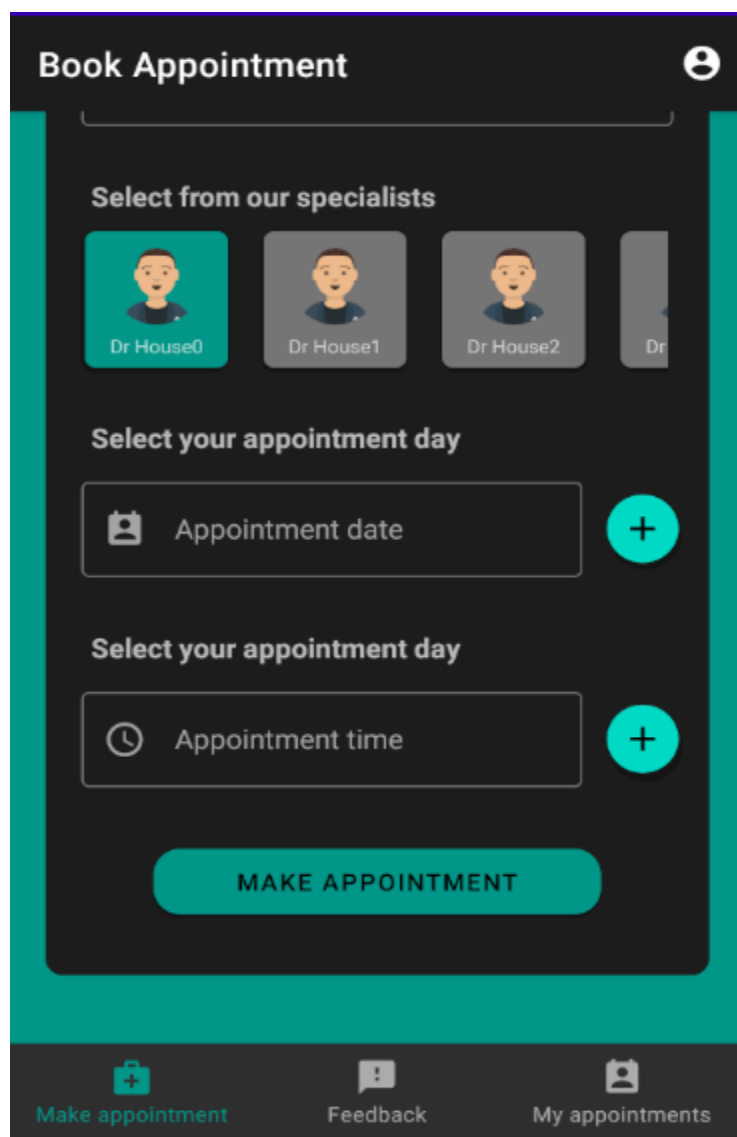 Book Appointment
Select from our specialists
Dr House0 Dr House1 Dr House2 Dr
Select your appointment day
Appointment date
Select your appointment day
Appointment time
MAKE APPOINTMENT
Make appointment Feedback My appointments